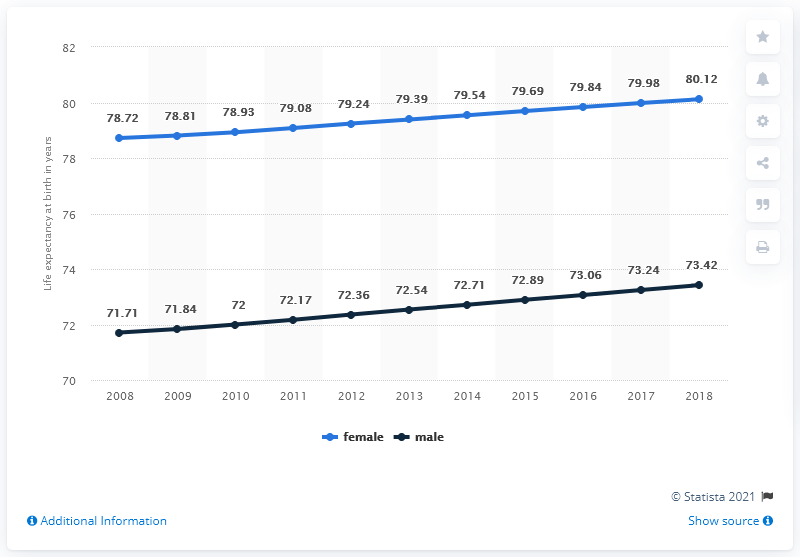 82
80
78
76
74
72
70
Life expectancy at birth in years
78.72 78.81 78.93 79.08 79.24 79.39 79.54 79.69 79.84 79.98 80.12
71.71 71.84 72 72.17 72.36 72.54 72.71 72.89 73.06 73.24 73.42
2008 2009 2010 2011 2012 2013 2014 2015 2016 2017 2018
female male
© Statista 2021
Additional Information
Show source